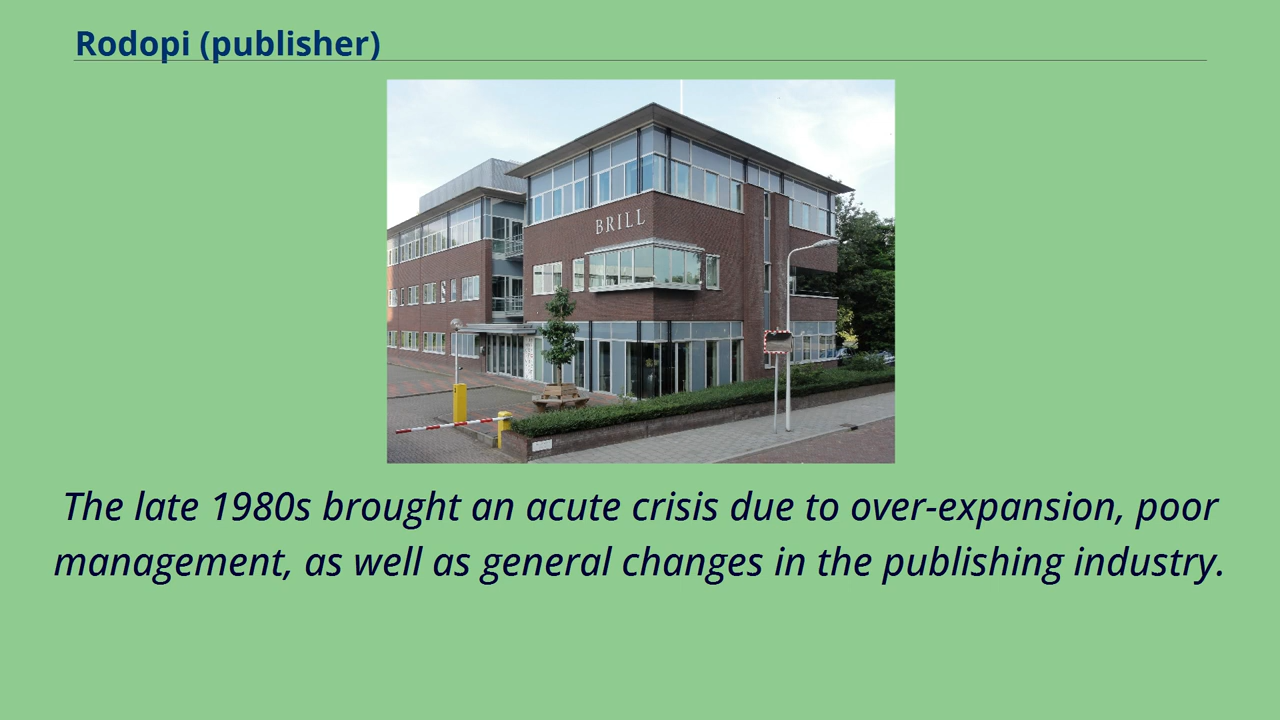 Rodopi (publisher)
BRILL
The late 1980s brought an acute crisis due to over-expansion, poor
management, as well as general changes in the publishing industry.